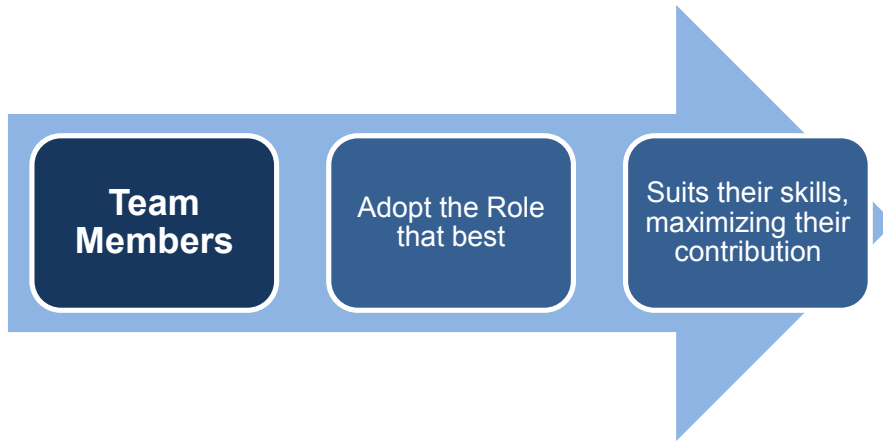 Team
Members
Adopt the Role
that best
Suits their skills,
maximizing their
contribution